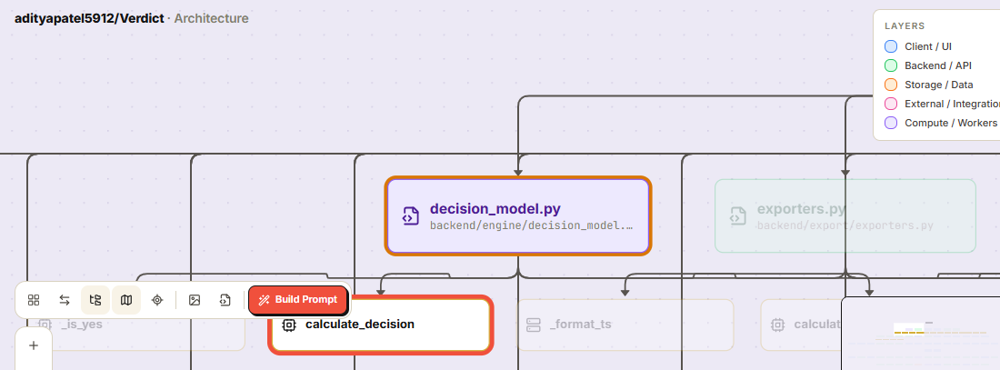 adityapatel5912/Verdict · Architecture
LAYERS
Client / UI
Backend / API
Storage / Data
External / Integration
Compute / Workers
decision_model.py
backend/engine/decision_model.…
exporters.py
backend/export/exporters.py
Build Prompt
_is_yes
calculate_decision
_format_ts
calculat
+